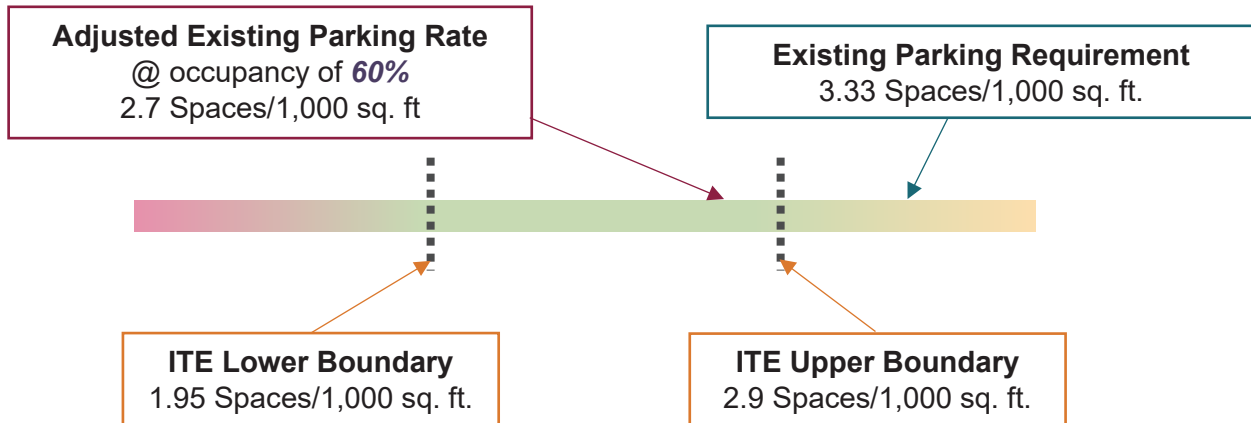 Adjusted Existing Parking Rate
@ occupancy of 60%
2.7 Spaces/1,000 sq. ft
Existing Parking Requirement
3.33 Spaces/1,000 sq. ft.
ITE Lower Boundary
1.95 Spaces/1,000 sq. ft.
ITE Upper Boundary
2.9 Spaces/1,000 sq. ft.